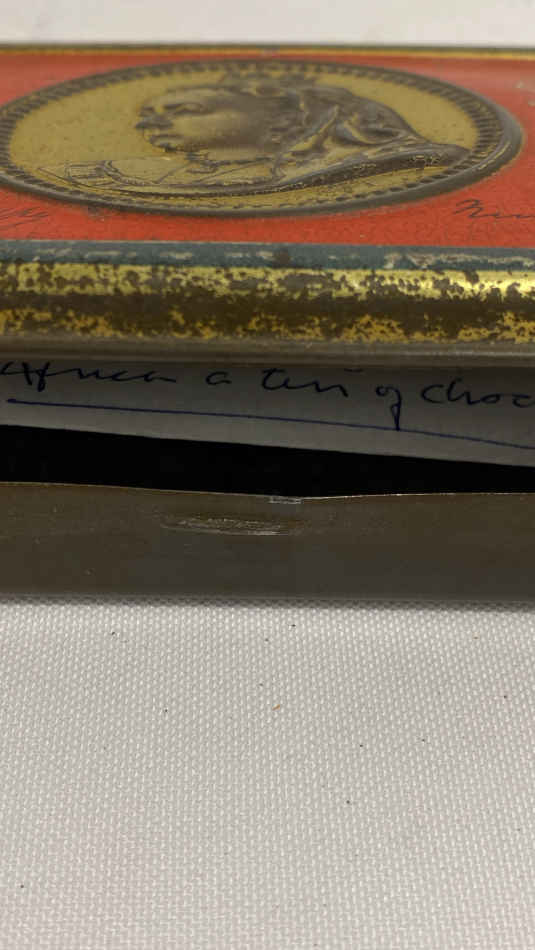 Africa a tin of choc